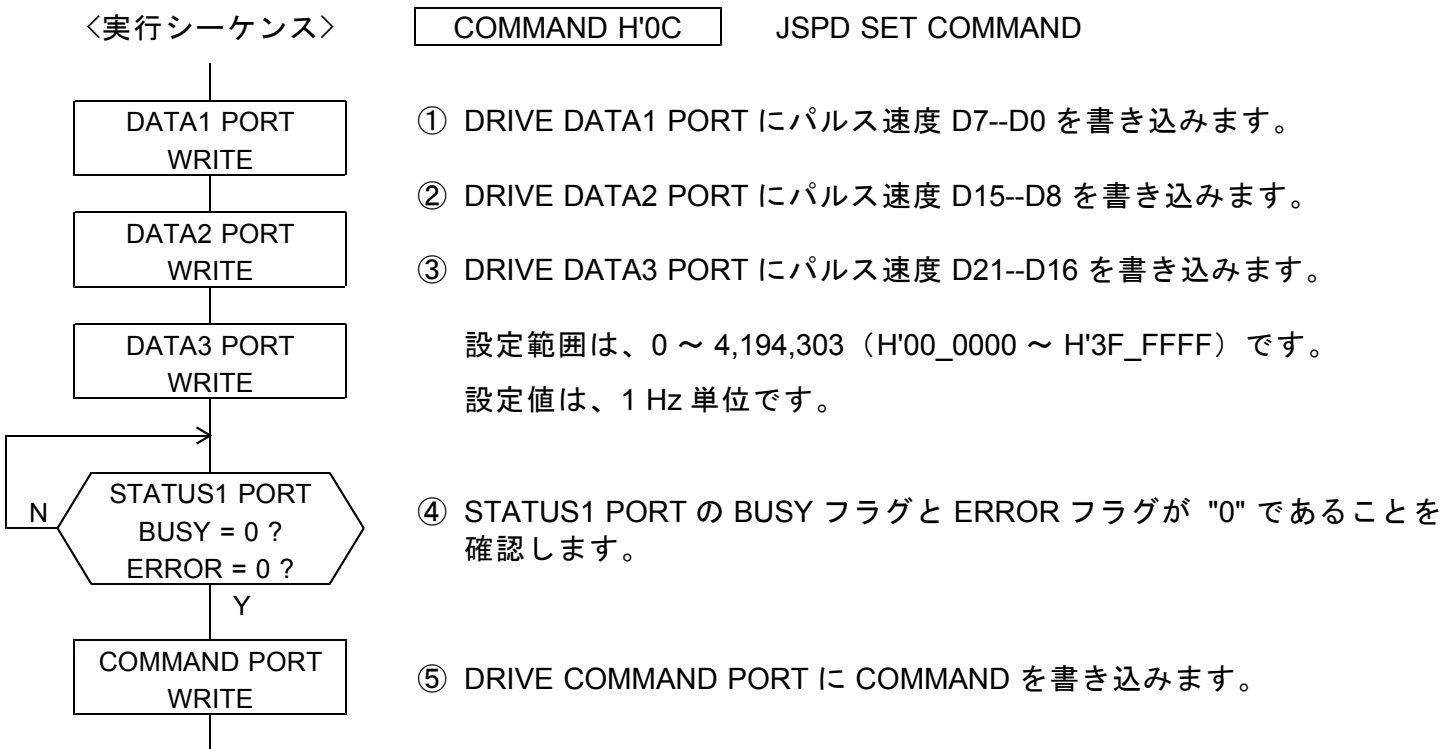 〈実行シーケンス〉 COMMAND H'0C JSPD SET COMMAND
DATA1 PORT
WRITE
① DRIVE DATA1 PORT にパルス速度 D7--D0 を書き込みます。
DATA2 PORT
WRITE
② DRIVE DATA2 PORT にパルス速度 D15--D8 を書き込みます。
DATA3 PORT
WRITE
③ DRIVE DATA3 PORT にパルス速度 D21--D16 を書き込みます。
設定範囲は、0 ～ 4,194,303（H'00_0000 ～ H'3F_FFFF）です。
設定値は、1 Hz 単位です。
N
STATUS1 PORT
BUSY = 0 ?
ERROR = 0 ?
Y
④ STATUS1 PORT の BUSY フラグと ERROR フラグが "0" であることを
確認します。
COMMAND PORT
WRITE
⑤ DRIVE COMMAND PORT に COMMAND を書き込みます。